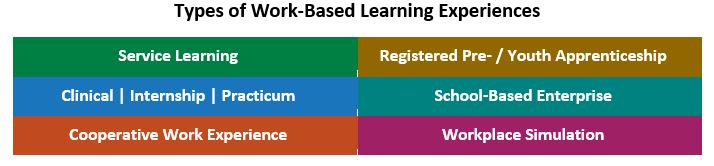 Types of Work-Based Learning Experiences
Service Learning
Registered Pre- / Youth Apprenticeship
Clinical | Internship | Practicum
School-Based Enterprise
Cooperative Work Experience
Workplace Simulation